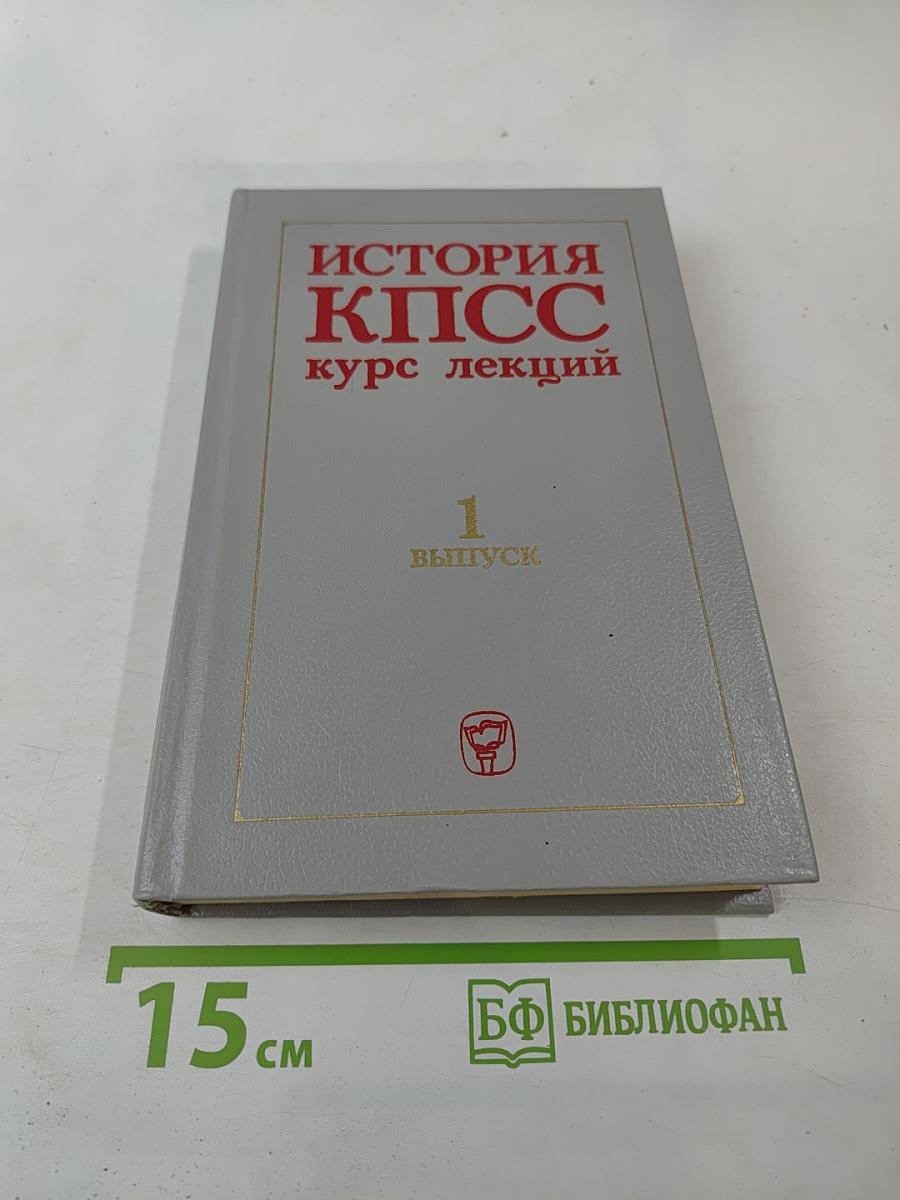 ИСТОРИЯ
КПСС
курс лекций
1
ВЫПУСК
15 см
БФ БИБЛИОФАН